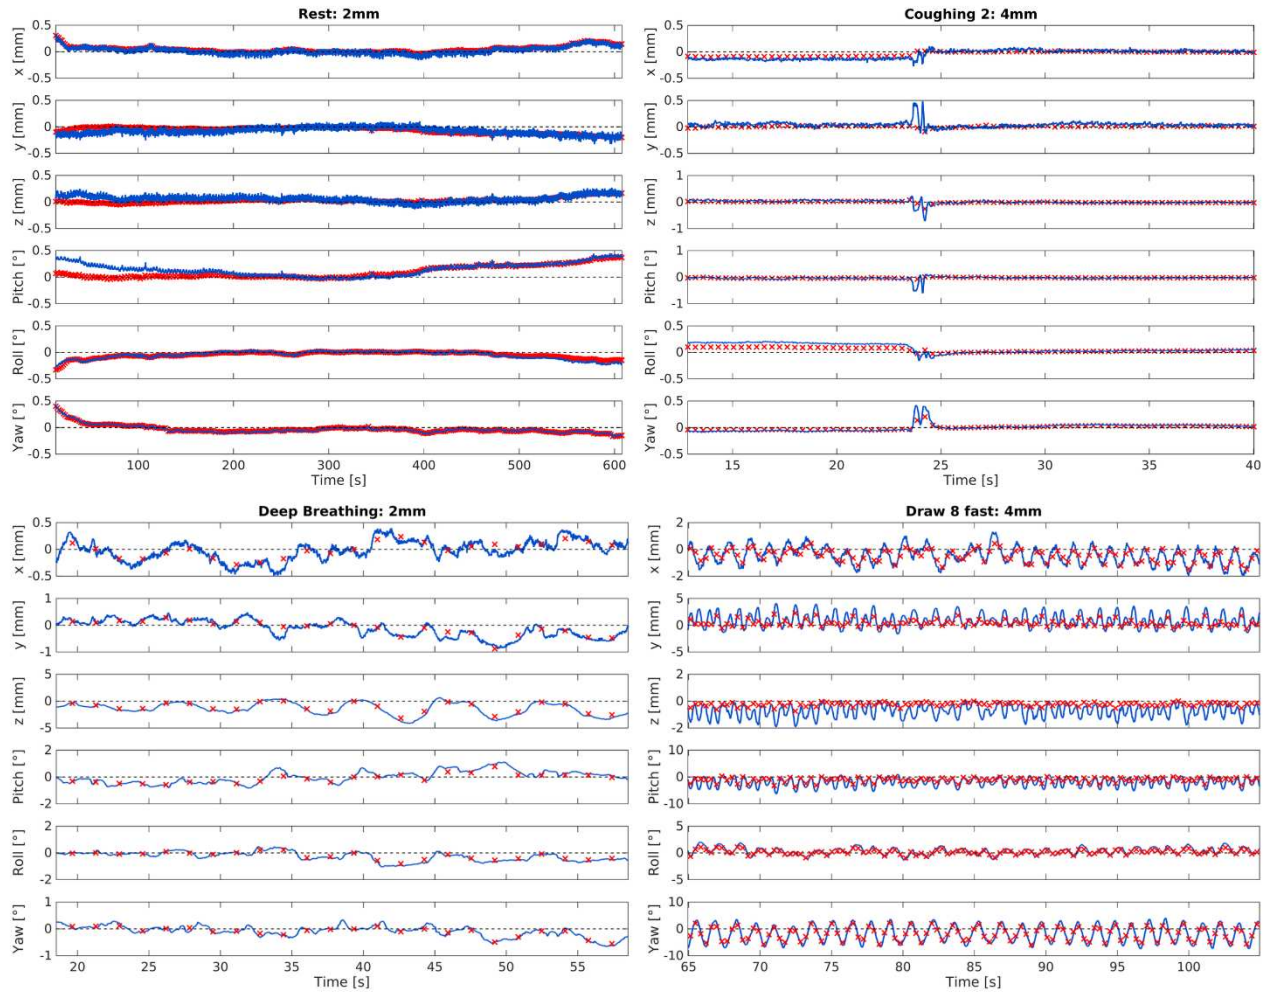 Rest: 2mm
x [mm]
0.5
0
-0.5
y [mm]
0.5
0
-0.5
z [mm]
0.5
0
-0.5
Pitch [°]
0.5
0
-0.5
Roll [°]
0.5
0
-0.5
Yaw [°]
0.5
0
-0.5
100 200 300 400 500 600
Time [s]
Coughing 2: 4mm
x [mm]
0.5
0
-0.5
y [mm]
0.5
0
-0.5
z [mm]
1
0
-1
Pitch [°]
1
0
-1
Roll [°]
0.5
0
-0.5
Yaw [°]
0.5
0
-0.5
15 20 25 30 35 40
Time [s]
Deep Breathing: 2mm
x [mm]
0.5
0
-0.5
y [mm]
1
0
-1
z [mm]
5
0
-5
Pitch [°]
2
0
-2
Roll [°]
2
0
-2
Yaw [°]
1
0
-1
20 25 30 35 40 45 50 55
Time [s]
Draw 8 fast: 4mm
x [mm]
2
0
-2
y [mm]
5
0
-5
z [mm]
2
0
-2
Pitch [°]
10
0
-10
Roll [°]
5
0
-5
Yaw [°]
10
0
-10
65 70 75 80 85 90 95 100
Time [s]